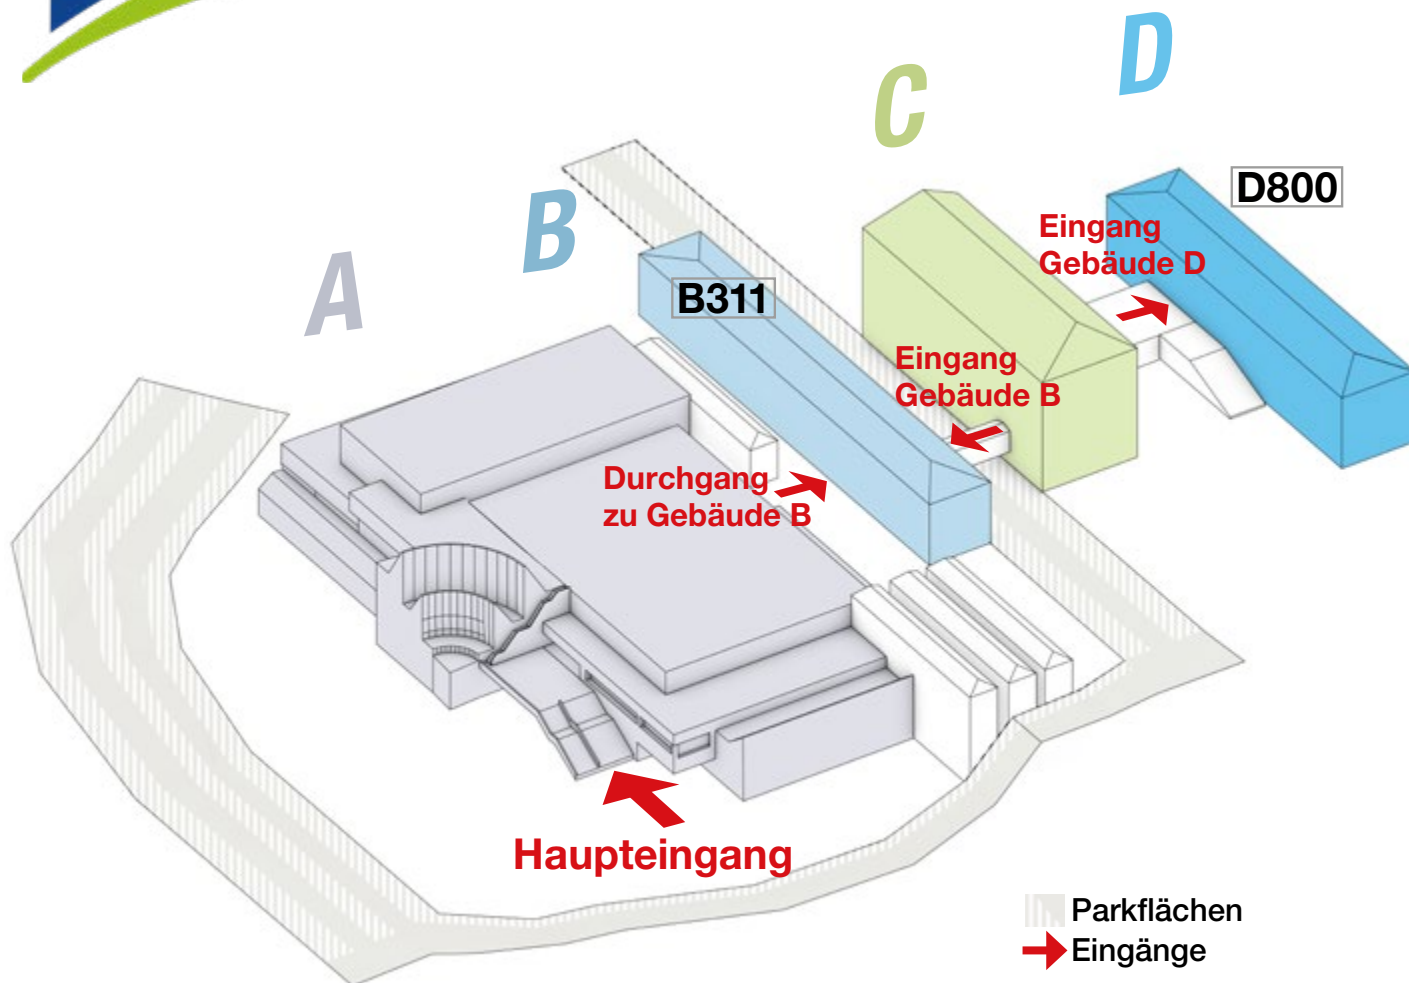 D
C
D800
B
Eingang
Gebäude D
A
B311
Eingang
Gebäude B
Durchgang
zu Gebäude B
Haupteingang
Parkflächen
Eingänge